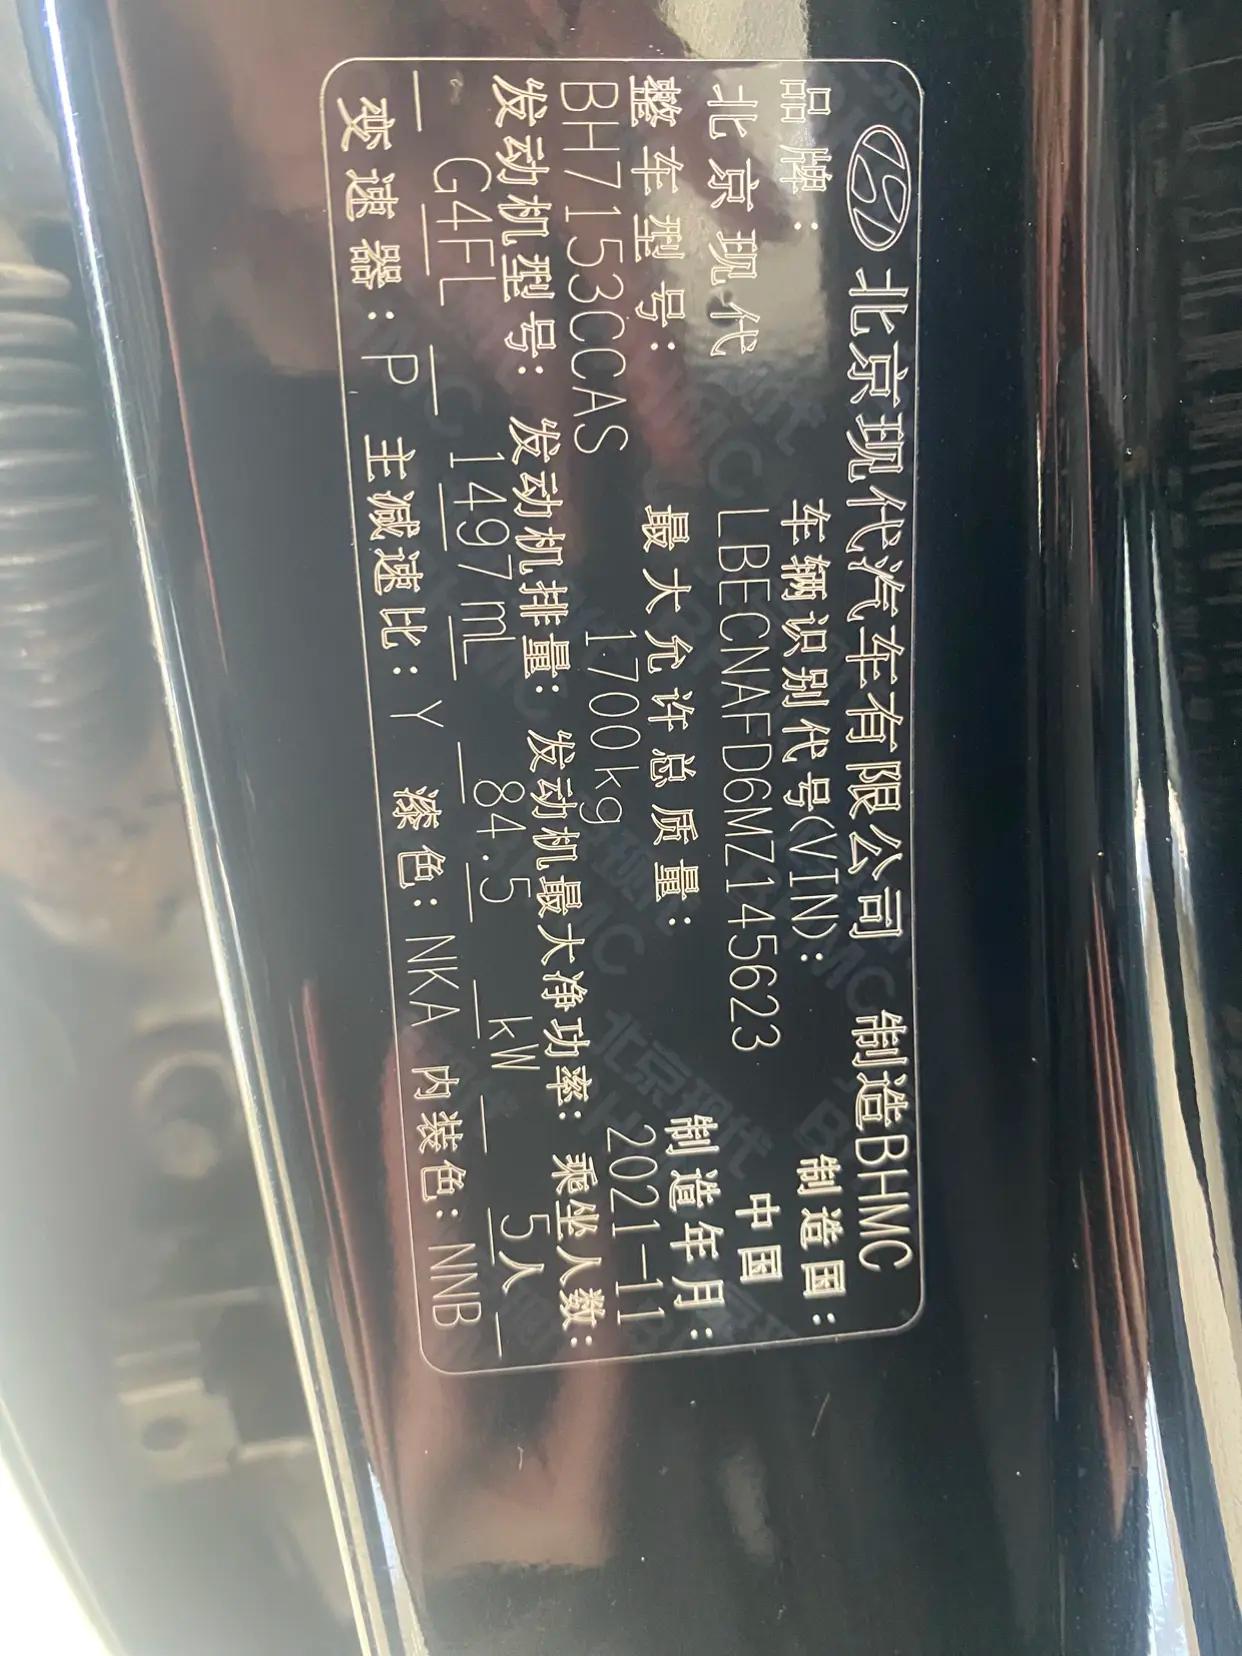 北京现代汽车有限公司 制造BHMC
品牌： 车辆识别代号(VIN)： 制造国：
北京现代 LBECNAFD6MZ145623 中国
整车型号： 最大允许总质量： 制造年月：
BH7153CCAS 1700kg 2021-11
发动机型号： 发动机排量： 发动机最大净功率： 乘坐人数：
G4FL 1497mL 84.5 kW 5人
变速器：P 主减速比：Y 漆色：NKA 内装色：NNB